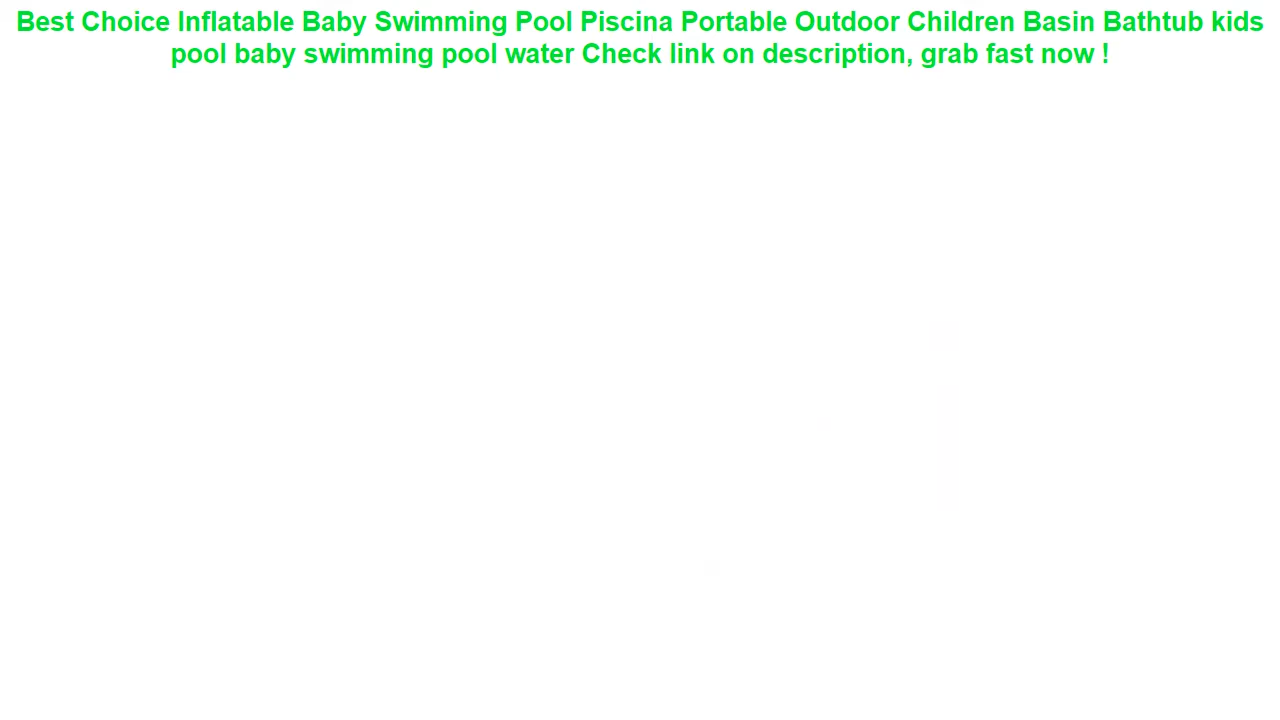 Best Choice Inflatable Baby Swimming Pool Piscina Portable Outdoor Children Basin Bathtub kids
pool baby swimming pool water Check link on description, grab fast now !